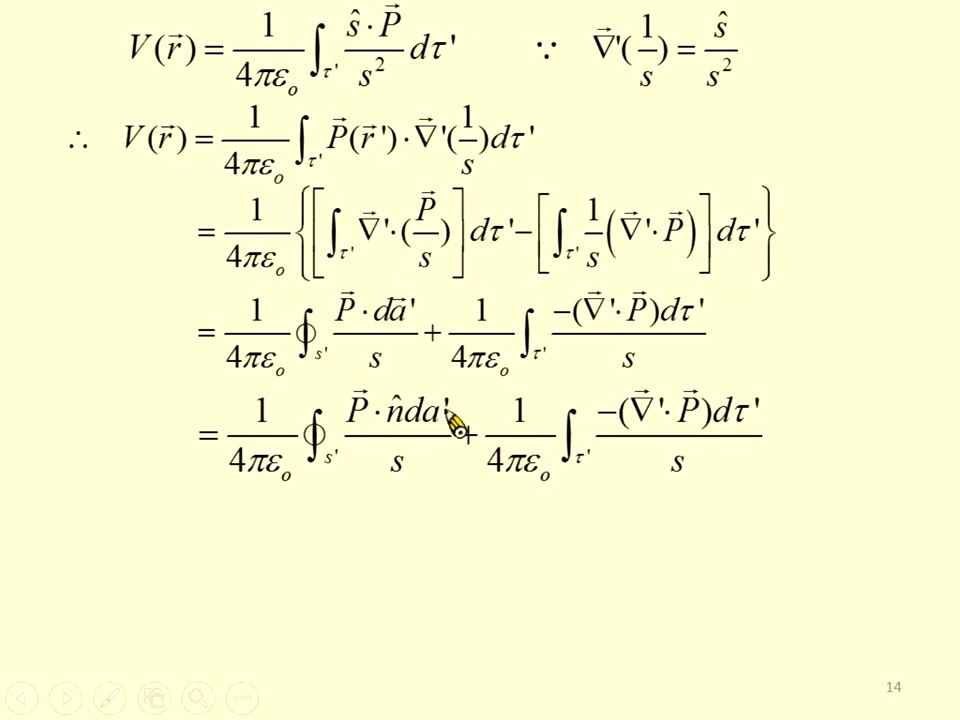 V(r⃗) = 1/4πε₀ ∫_τ' ŝ · P⃗/s² dτ' ∵ ∇⃗'(1/s) = ŝ/s²
∴ V(r⃗) = 1/4πε₀ ∫_τ' P⃗(r⃗') · ∇⃗'(1/s)dτ'
= 1/4πε₀ {[∫_τ' ∇⃗'·(P⃗/s)] dτ' − [∫_τ' 1/s (∇⃗'·P⃗)] dτ'}
= 1/4πε₀ ∮_s' P⃗ · da⃗'/s + 1/4πε₀ ∫_τ' −(∇⃗'·P⃗)dτ'/s
= 1/4πε₀ ∮_s' P⃗ · n̂da'/s + 1/4πε₀ ∫_τ' −(∇⃗'·P⃗)dτ'/s
14